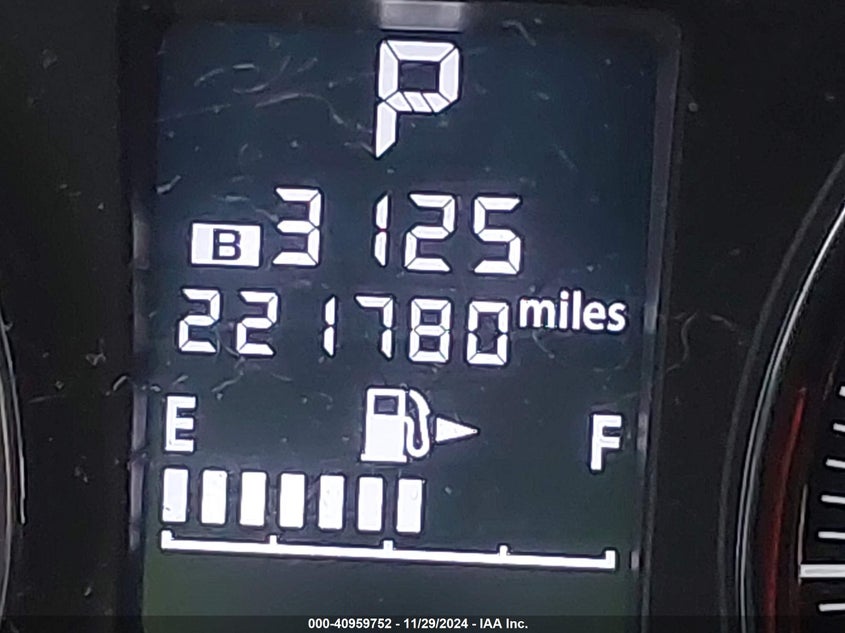 P
B 3125
221780 miles
E F
000-40959752 - 11/29/2024 - IAA Inc.